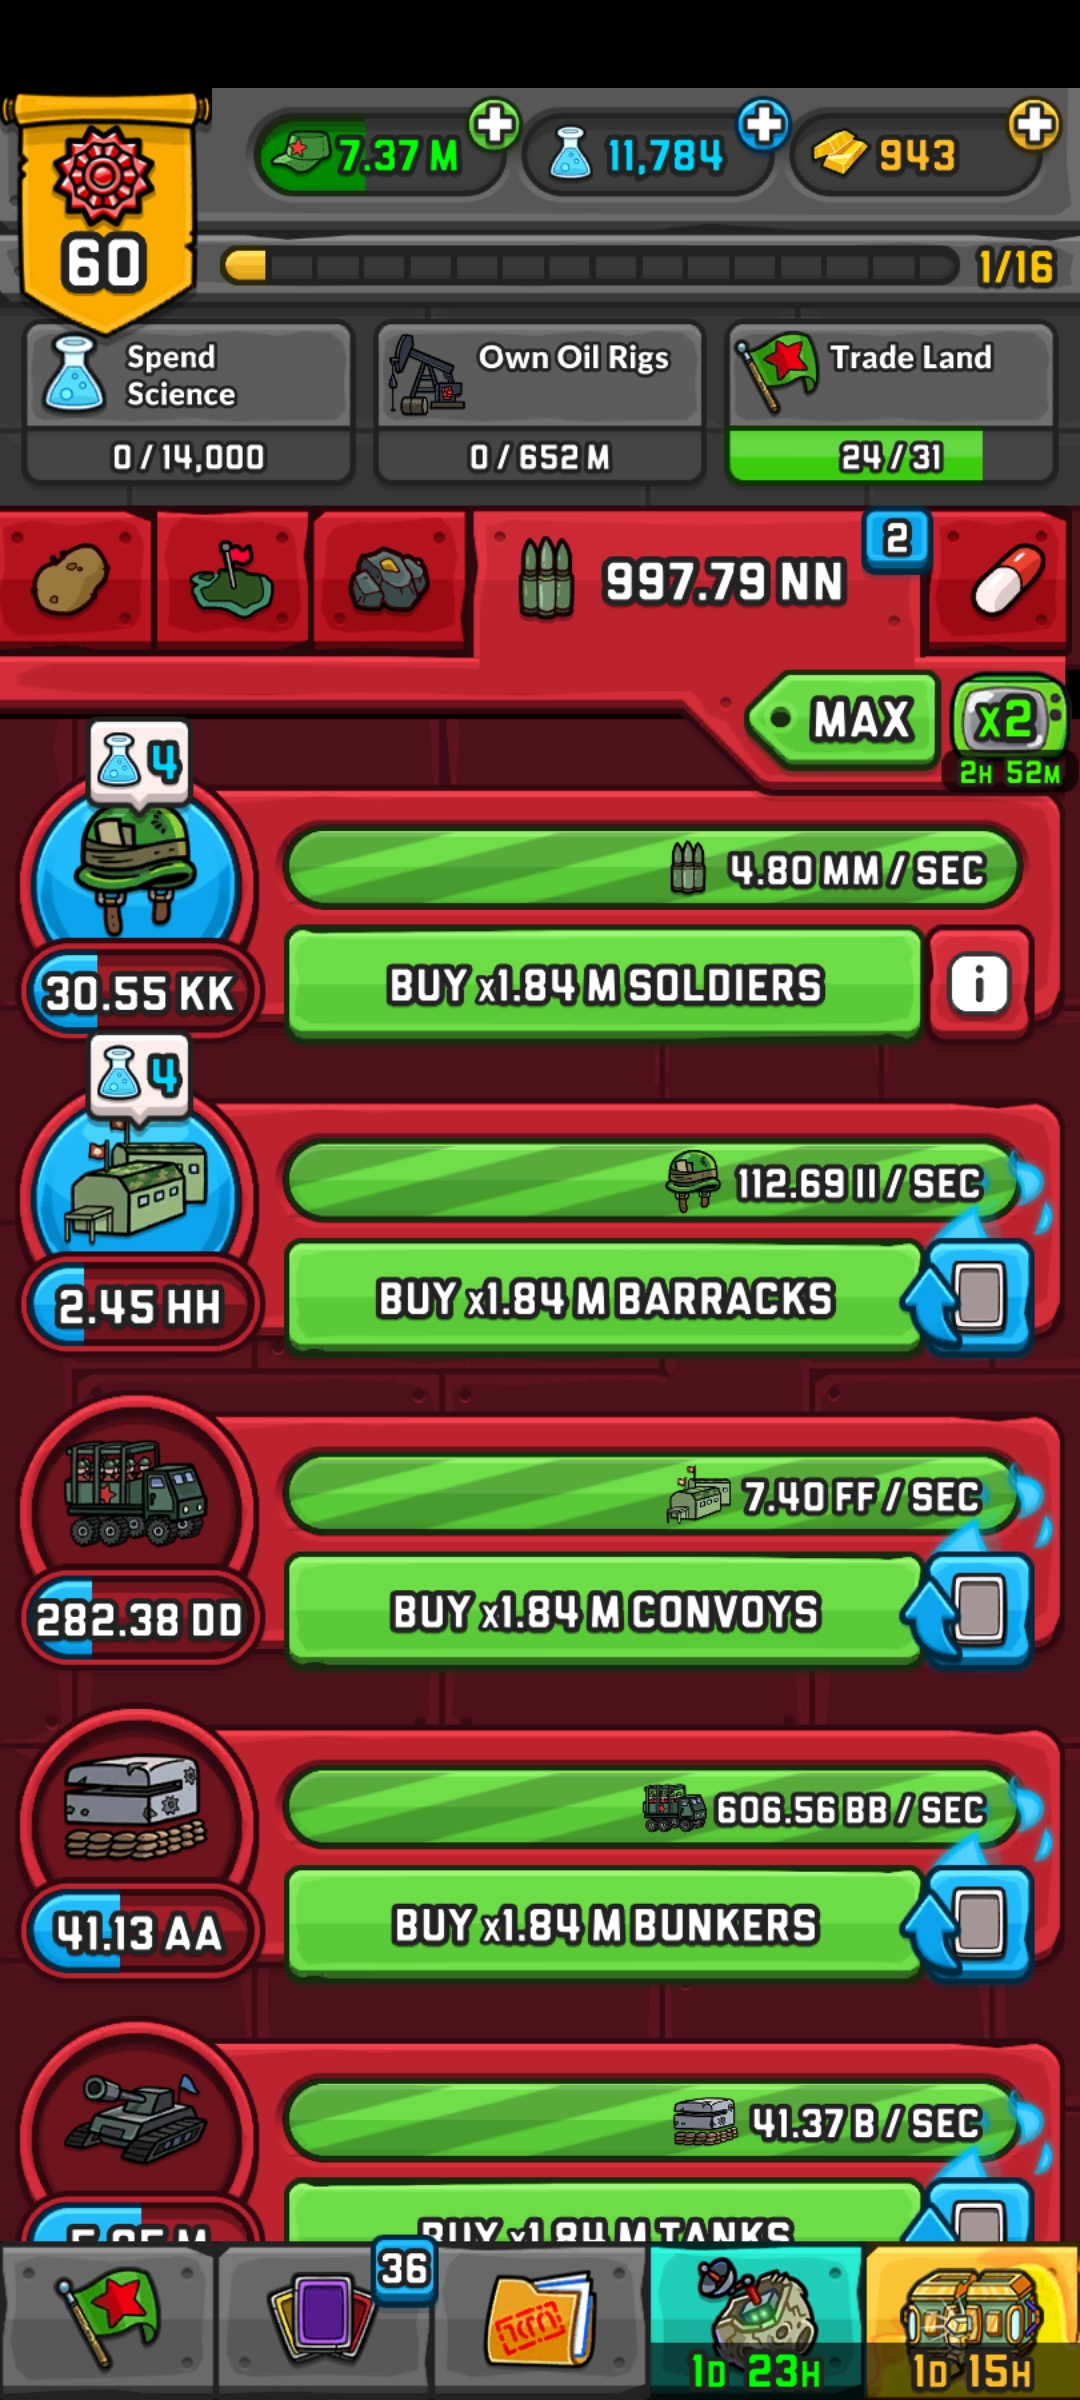 7.37 M
11,784
943
60
1/16
Spend
Science
0 / 14,000
Own Oil Rigs
0 / 652 M
Trade Land
24 / 31
997.79 NN
2
MAX
x2
2H 52M
4
4.80 MM / SEC
30.55 KK
BUY x1.84 M SOLDIERS
i
4
112.69 II / SEC
2.45 HH
BUY x1.84 M BARRACKS
7.40 FF / SEC
282.38 DD
BUY x1.84 M CONVOYS
606.56 BB / SEC
41.13 AA
BUY x1.84 M BUNKERS
41.37 B / SEC
BUY x1.84 M TANKS
36
1D 23H
1D 15H